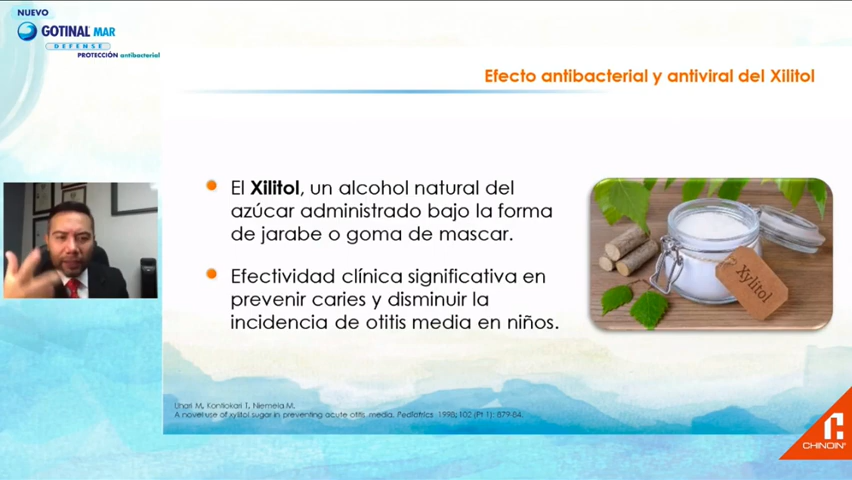 NUEVO
GOTINAL MAR
DEFENSE
PROTECCIÓN antibacterial
Efecto antibacterial y antiviral del Xilitol
El Xilitol, un alcohol natural del
azúcar administrado bajo la forma
de jarabe o goma de mascar.
Xylitol
Efectividad clínica significativa en
prevenir caries y disminuir la
incidencia de otitis media en niños.
Uhari M, Kontiokari T, Niemela M.
A novel use of xylitol sugar in preventing acute otitis media. Pediatrics 1998; 102 (Pt 1): 879-84.
CHINOIN